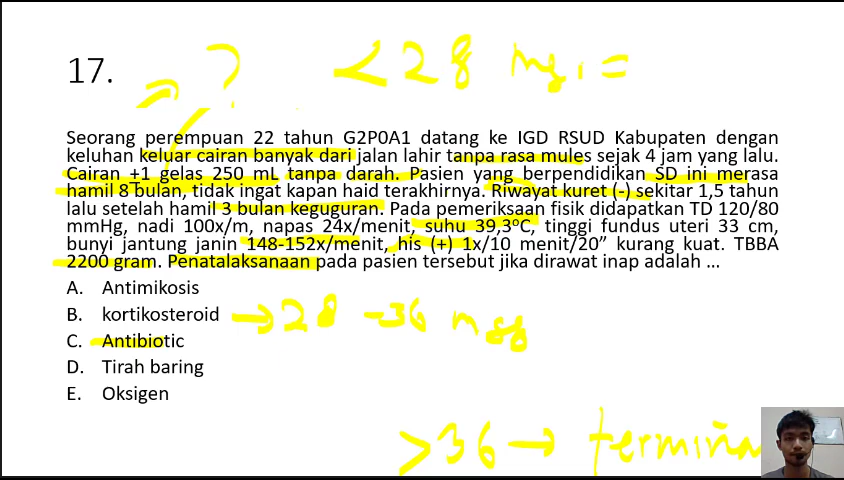 17.
? < 28 mg, =
Seorang perempuan 22 tahun G2P0A1 datang ke IGD RSUD Kabupaten dengan
keluhan keluar cairan banyak dari jalan lahir tanpa rasa mules sejak 4 jam yang lalu.
Cairan +1 gelas 250 mL tanpa darah. Pasien yang berpendidikan SD ini merasa
hamil 8 bulan, tidak ingat kapan haid terakhirnya. Riwayat kuret (-) sekitar 1,5 tahun
lalu setelah hamil 3 bulan keguguran. Pada pemeriksaan fisik didapatkan TD 120/80
mmHg, nadi 100x/m, napas 24x/menit, suhu 39,3ºC, tinggi fundus uteri 33 cm,
bunyi jantung janin 148-152x/menit, his (+) 1x/10 menit/20” kurang kuat. TBBA
2200 gram. Penatalaksanaan pada pasien tersebut jika dirawat inap adalah ...
A. Antimikosis
B. kortikosteroid → 28 - 36
C. Antibiotic
D. Tirah baring
E. Oksigen
> 36 → termina